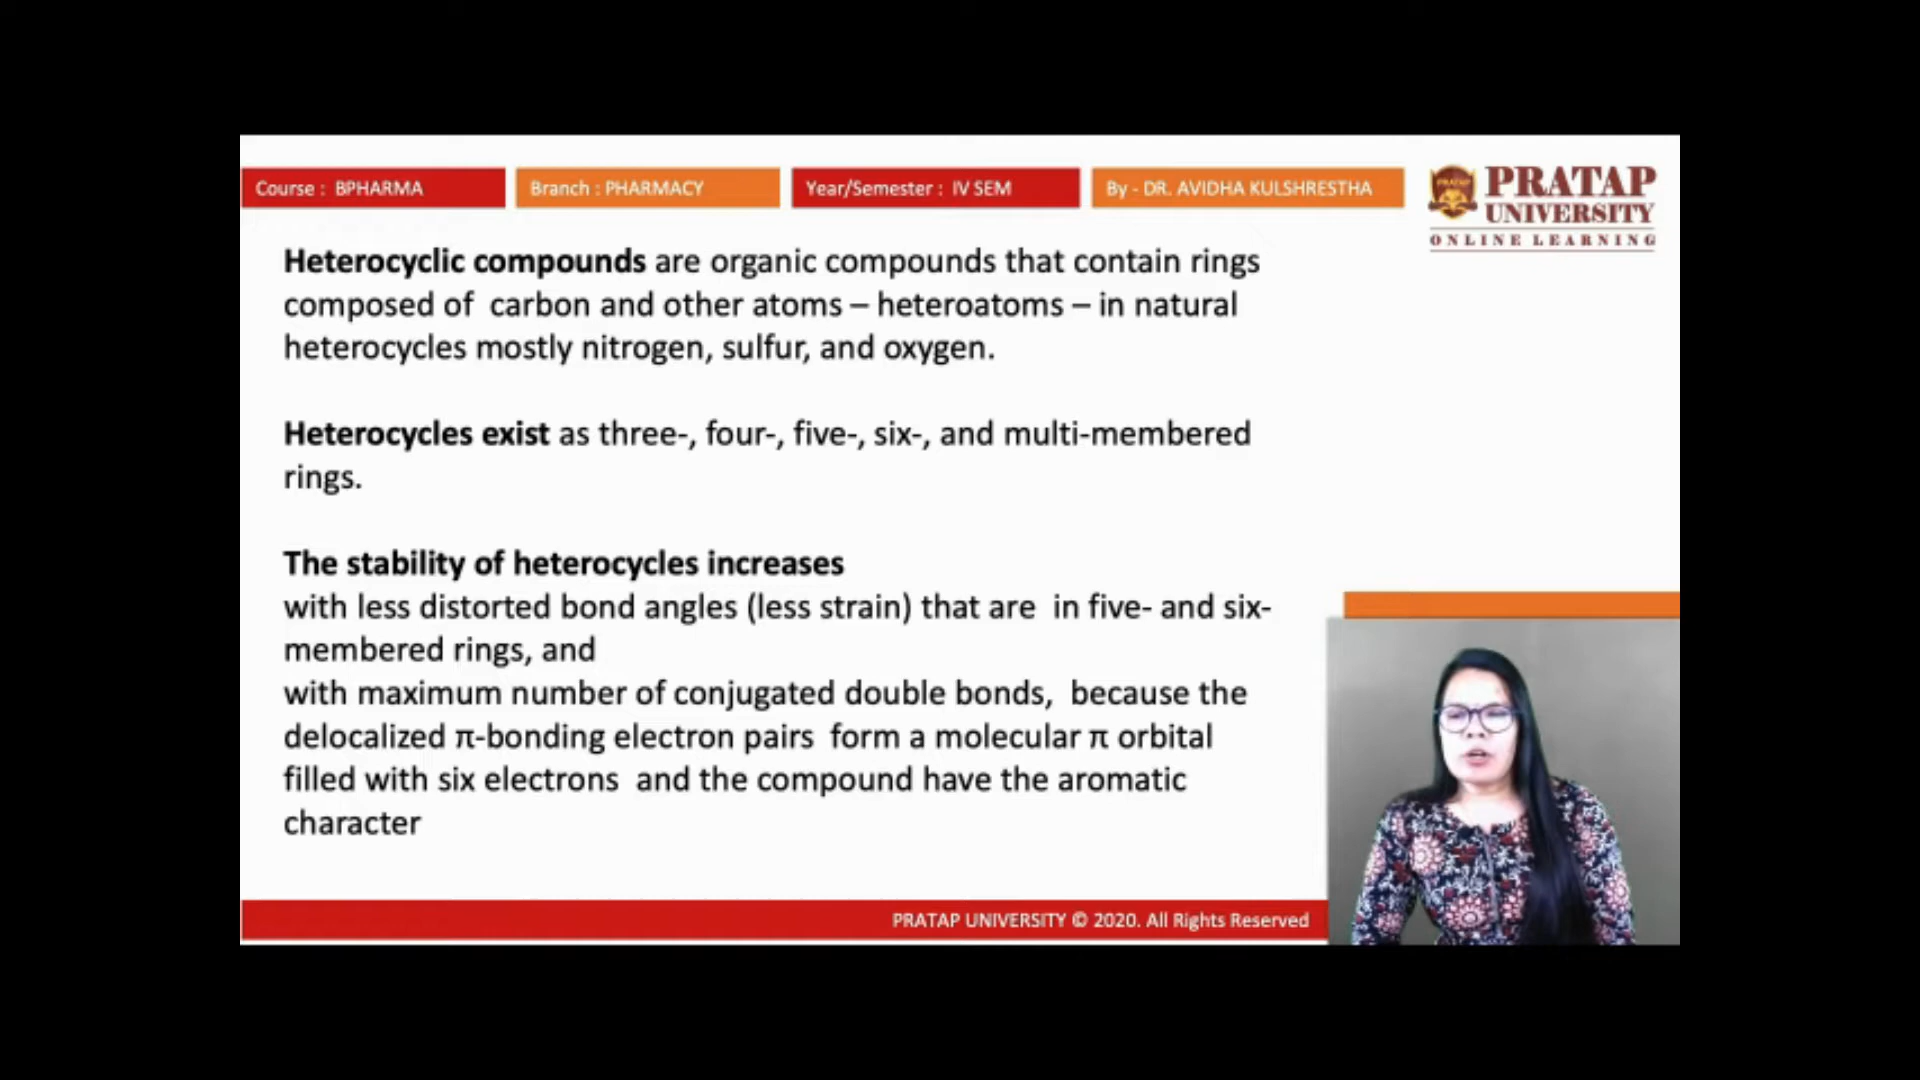 Course :  BPHARMA
Branch : PHARMACY
Year/Semester :  IV SEM
By - DR. AVIDHA KULSHRESTHA
PRATAP
PRATAP
UNIVERSITY
ONLINE LEARNING
Heterocyclic compounds are organic compounds that contain rings
composed of  carbon and other atoms – heteroatoms – in natural
heterocycles mostly nitrogen, sulfur, and oxygen.
Heterocycles exist as three-, four-, five-, six-, and multi-membered
rings.
The stability of heterocycles increases
with less distorted bond angles (less strain) that are  in five- and six-
membered rings, and
with maximum number of conjugated double bonds,  because the
delocalized π-bonding electron pairs  form a molecular π orbital
filled with six electrons  and the compound have the aromatic
character
PRATAP UNIVERSITY © 2020. All Rights Reserved